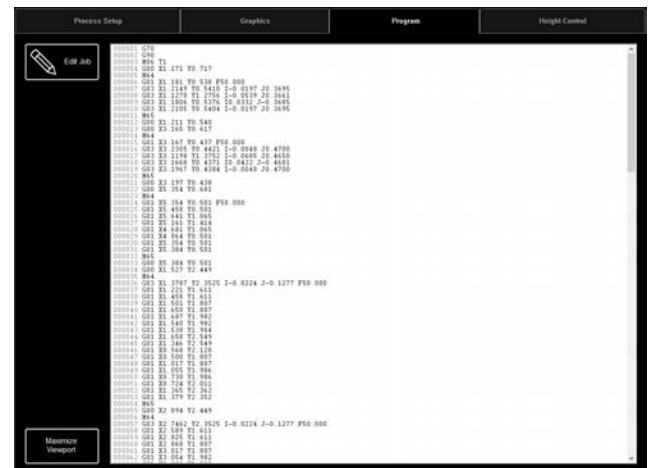 Process Setup
Graphics
Program
Height Control
Edit Job
000001 G70
000002 G90
000003 M06 T1
000004 G00 X1.171 Y0.717
000005 M64
000006 G01 X1.181 Y0.538 F50.000
000007 G03 X1.2149 Y0.5410 I-0.0197 J0.3695
000008 G03 X1.1278 Y1.2756 I-0.0539 J0.3661
000009 G03 X1.1806 Y0.5376 I0.0332 J-0.3685
000010 G03 X1.2105 Y0.5404 I-0.0197 J0.3695
000011 M65
000012 G00 X1.211 Y0.540
000013 G00 X3.165 Y0.617
000014 M64
000015 G01 X3.167 Y0.437 F50.000
000016 G03 X3.2305 Y0.4421 I-0.0048 J0.4700
000017 G03 X3.1198 Y1.3752 I-0.0685 J0.4650
000018 G03 X3.1668 Y0.4371 I0.0422 J-0.4681
000019 G03 X3.1967 Y0.4384 I-0.0048 J0.4700
000020 M65
000021 G00 X3.197 Y0.438
000022 G00 X5.354 Y0.681
000023 M64
000024 G01 X5.354 Y0.501 F50.000
000025 G01 X5.458 Y0.501
000026 G01 X5.641 Y1.065
000027 G01 X5.161 Y1.414
000028 G01 X4.681 Y1.065
000029 G01 X4.864 Y0.501
000030 G01 X5.354 Y0.501
000031 G01 X5.384 Y0.501
000032 M65
000033 G00 X5.384 Y0.501
000034 G00 X1.527 Y2.449
000035 M64
000036 G03 X1.3787 Y2.3525 I-0.0224 J-0.1277 F50.000
000037 G01 X1.221 Y1.611
000038 G01 X1.458 Y1.611
000039 G01 X1.501 Y1.807
000040 G01 X1.650 Y1.807
000041 G01 X1.687 Y1.982
000042 G01 X1.540 Y1.982
000043 G01 X1.538 Y1.984
000044 G01 X1.658 Y2.549
000045 G01 X1.346 Y2.549
000046 G01 X0.568 Y2.128
000047 G01 X0.500 Y1.807
000048 G01 X1.017 Y1.807
000049 G01 X1.055 Y1.986
000050 G01 X0.730 Y1.986
000051 G01 X0.724 Y2.011
000052 G01 X1.365 Y2.362
000053 G01 X1.379 Y2.352
000054 M65
000055 G00 X2.894 Y2.449
000056 M64
000057 G03 X2.7462 Y2.3525 I-0.0224 J-0.1277 F50.000
000058 G01 X2.589 Y1.611
000059 G01 X2.825 Y1.611
000060 G01 X2.868 Y1.807
000061 G01 X3.017 Y1.807
000062 G01 X3.054 Y1.982
Maximize
Viewport